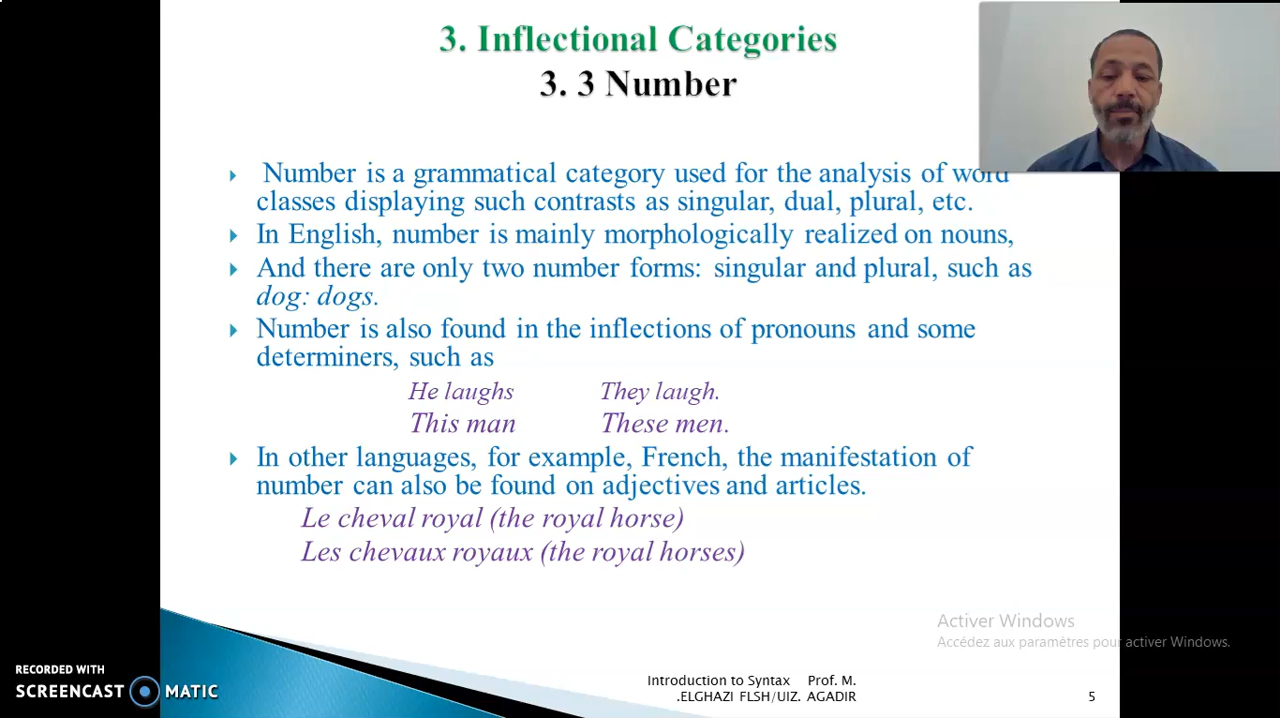 3. Inflectional Categories
3. 3 Number
Number is a grammatical category used for the analysis of word
classes displaying such contrasts as singular, dual, plural, etc.
In English, number is mainly morphologically realized on nouns,
And there are only two number forms: singular and plural, such as
dog: dogs.
Number is also found in the inflections of pronouns and some
determiners, such as
He laughs They laugh.
This man These men.
In other languages, for example, French, the manifestation of
number can also be found on adjectives and articles.
Le cheval royal (the royal horse)
Les chevaux royaux (the royal horses)
Activer Windows
Accédez aux paramètres pour activer Windows.
RECORDED WITH
SCREENCAST MATIC
Introduction to Syntax Prof. M.
.ELGHAZI FLSH/UIZ. AGADIR
5